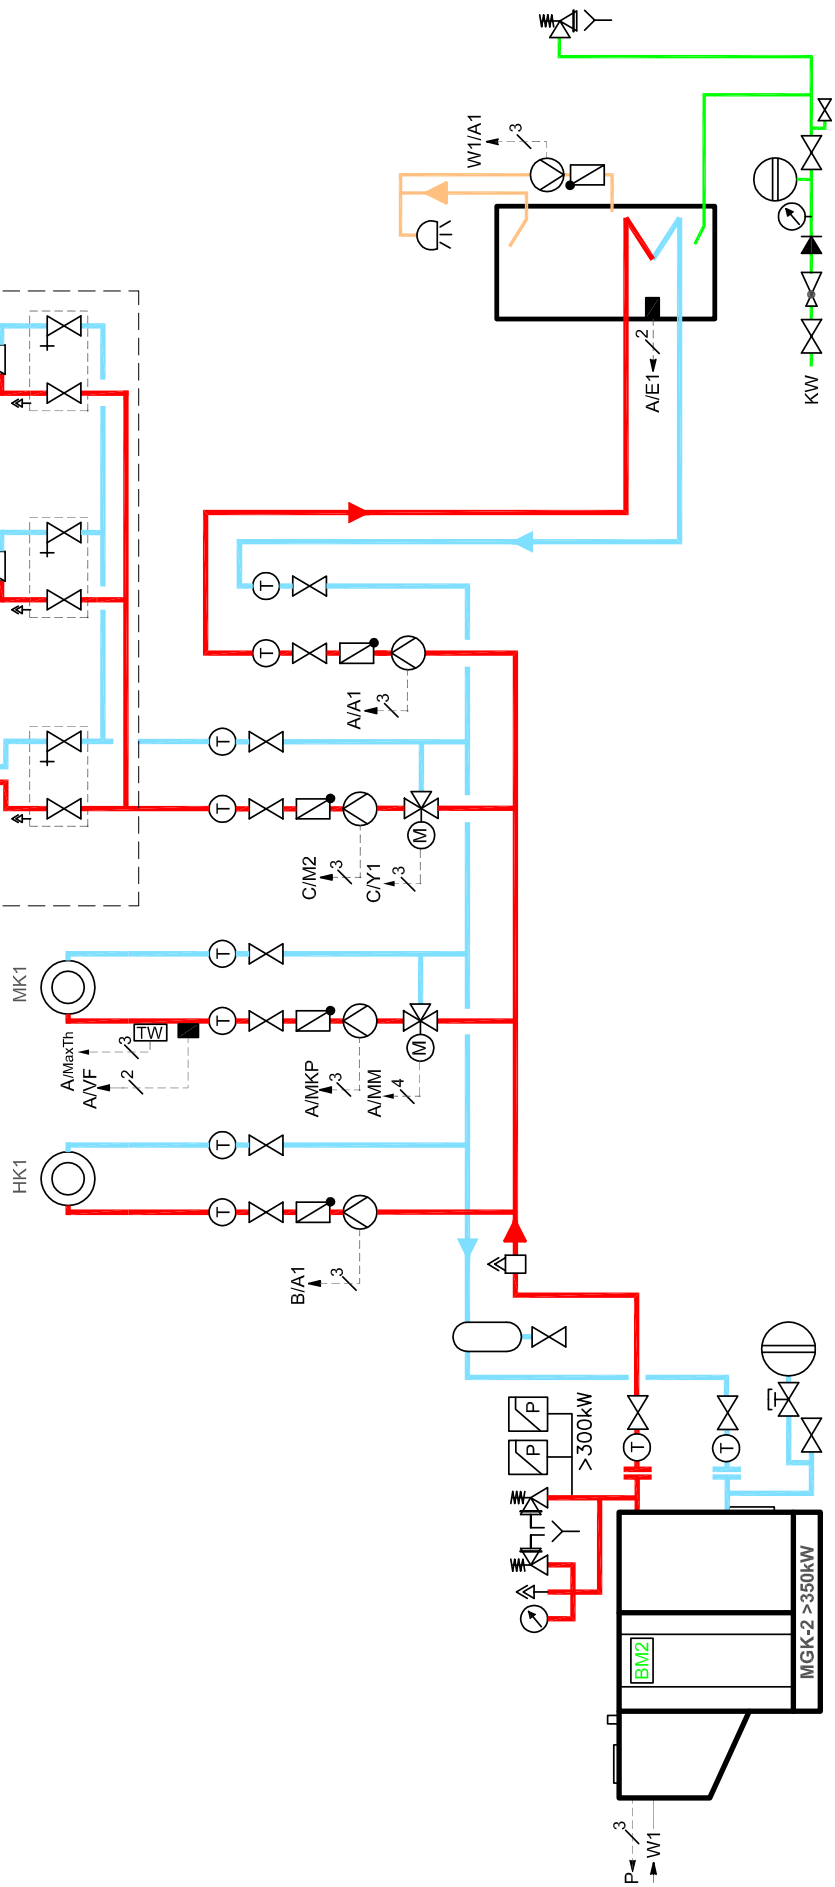 W1/A1
3
2
A/E1
KW
T
T
A/A1
3
T
T
M
C/M2
3
C/Y1
3
MK1
T
TW
T
M
A/MaxTh
3
A/VF
2
A/MKP
3
A/MM
4
HK1
T
T
B/A1
3
P
P
>300kW
T
T
BM2
MGK-2 >350kW
3
P
W1